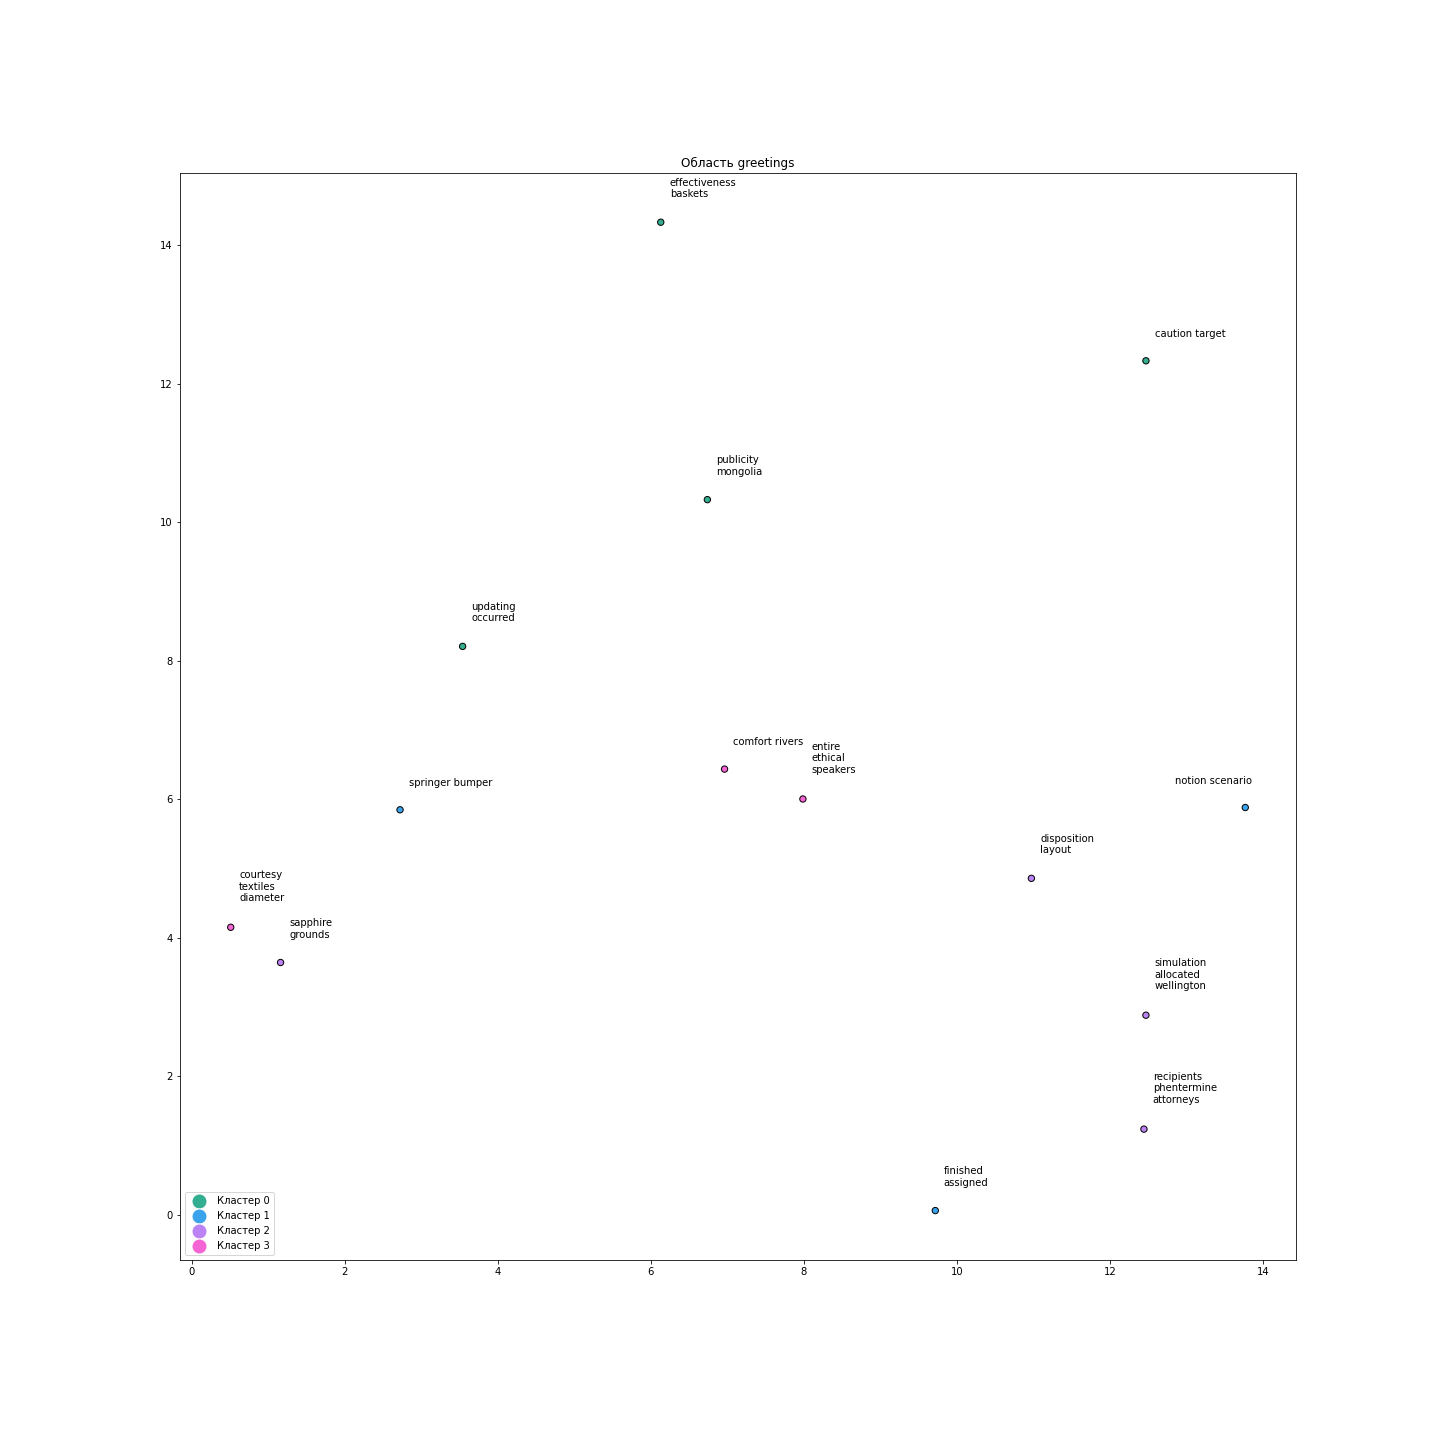 Область greetings
effectiveness
baskets
caution target
publicity
mongolia
updating
occurred
comfort rivers
entire
ethical
speakers
springer bumper
notion scenario
disposition
layout
courtesy
textiles
diameter
sapphire
grounds
simulation
allocated
wellington
recipients
phentermine
attorneys
finished
assigned
14
12
10
8
6
4
2
0
0 2 4 6 8 10 12 14
Кластер 0
Кластер 1
Кластер 2
Кластер 3